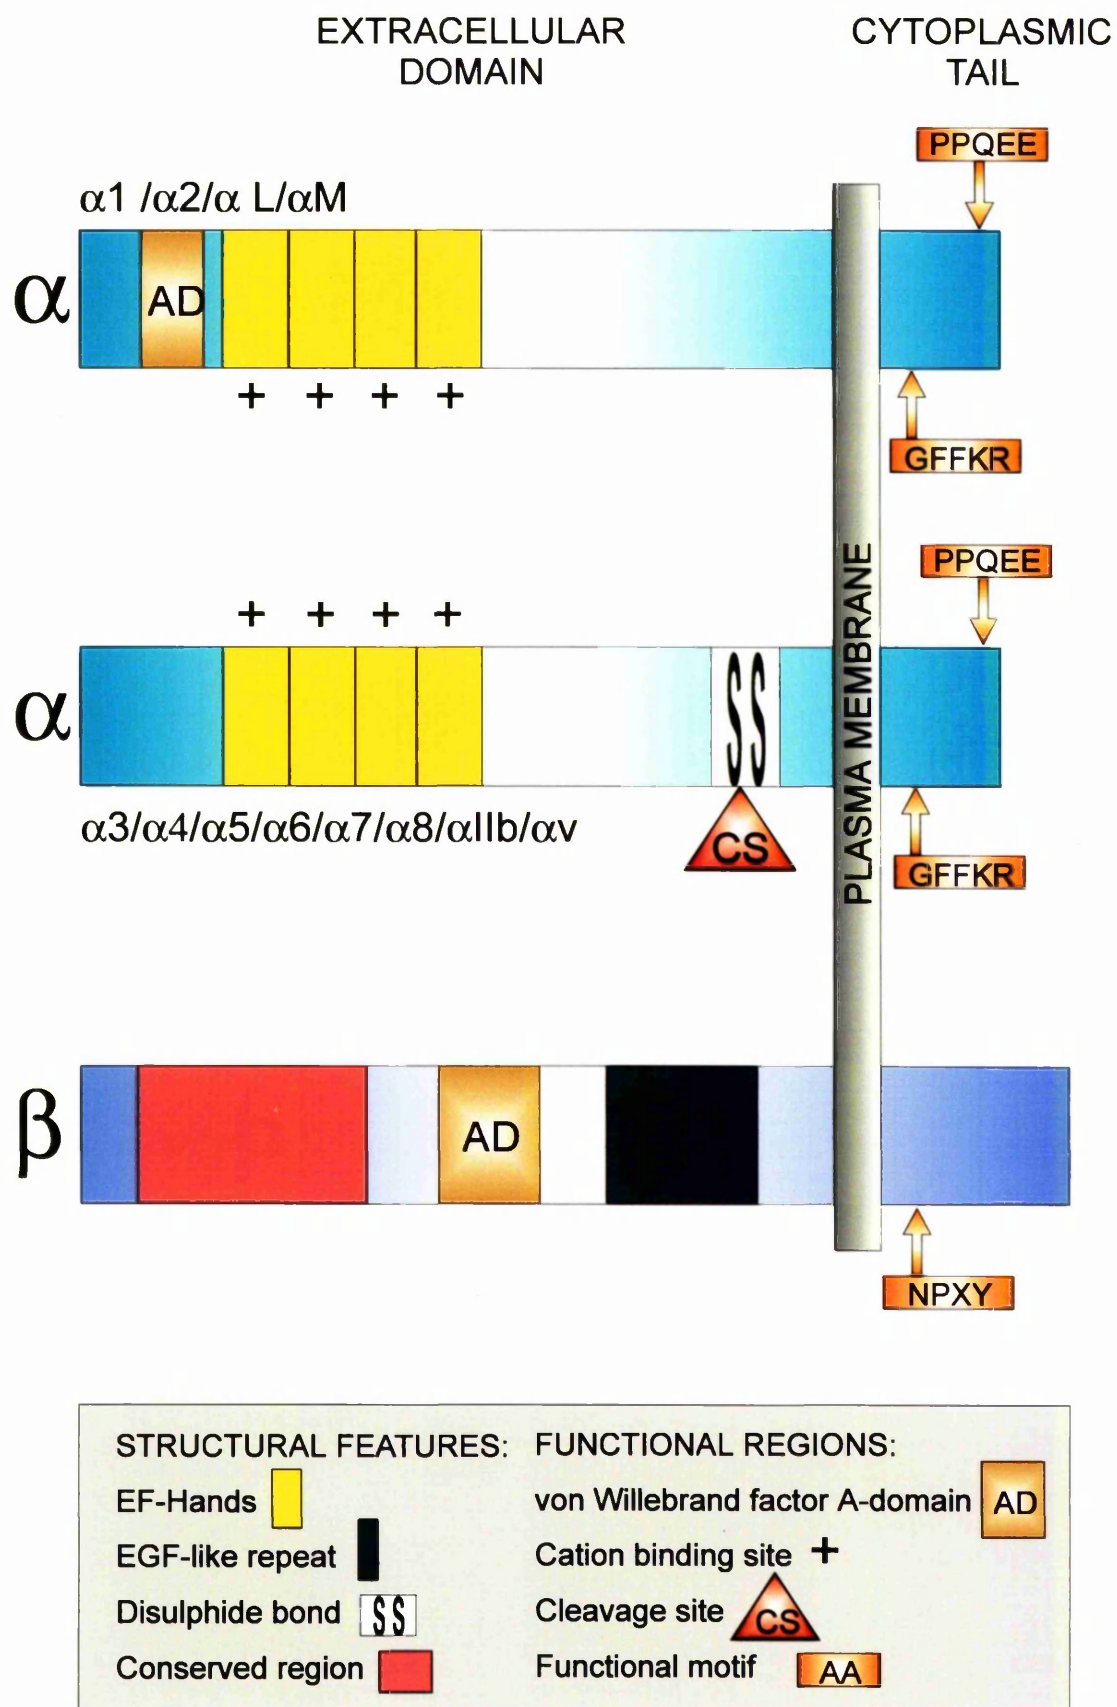 EXTRACELLULAR
DOMAIN
CYTOPLASMIC
TAIL
PPQEE
α1 /α2/α L/αM
α
AD
+ + + +
GFFKR
PPQEE
+ + + +
α
SS
α3/α4/α5/α6/α7/α8/αIIb/αv
CS
GFFKR
PLASMA MEMBRANE
β
AD
NPXY
STRUCTURAL FEATURES:
EF-Hands
EGF-like repeat
Disulphide bond SS
Conserved region
FUNCTIONAL REGIONS:
von Willebrand factor A-domain AD
Cation binding site +
Cleavage site CS
Functional motif AA